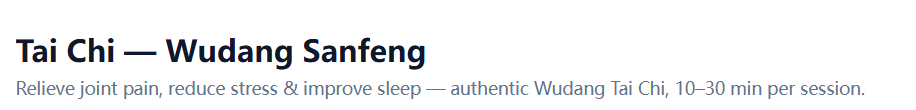 Tai Chi — Wudang Sanfeng
Relieve joint pain, reduce stress & improve sleep — authentic Wudang Tai Chi, 10–30 min per session.